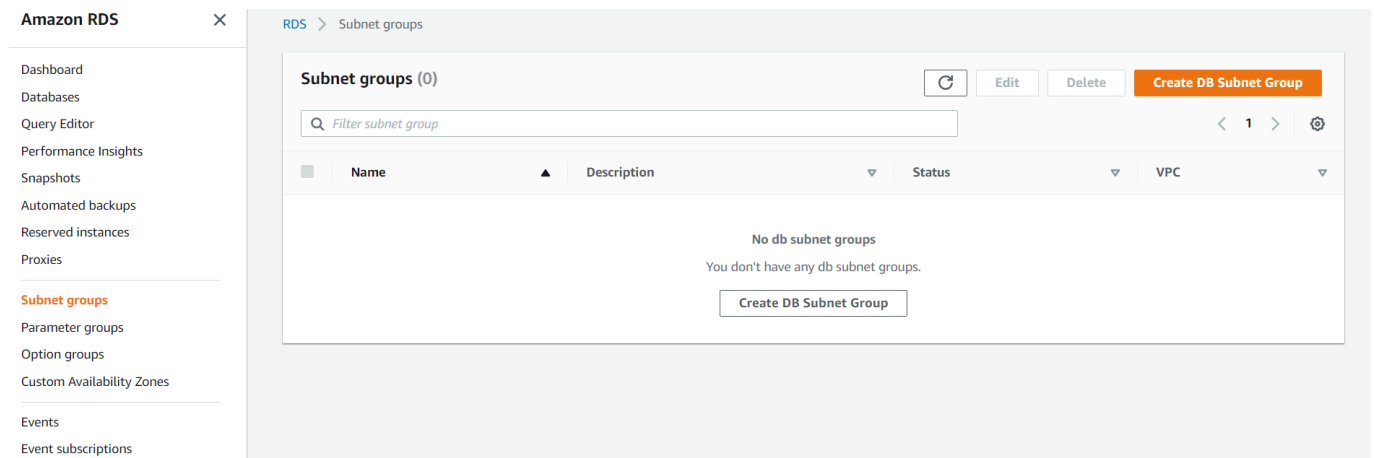 Amazon RDS
Dashboard
Databases
Query Editor
Performance Insights
Snapshots
Automated backups
Reserved instances
Proxies
Subnet groups
Parameter groups
Option groups
Custom Availability Zones
Events
Event subscriptions
RDS > Subnet groups
Subnet groups (0)
Edit Delete Create DB Subnet Group
Filter subnet group
1
Name Description Status VPC
No db subnet groups
You don't have any db subnet groups.
Create DB Subnet Group